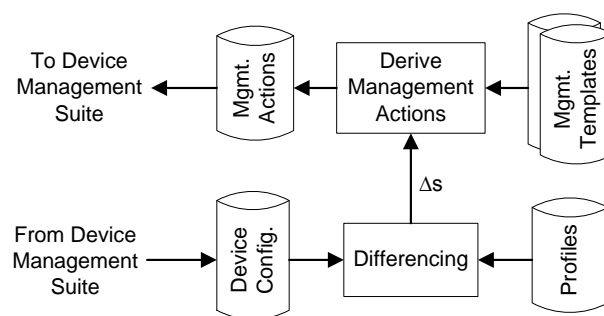 To Device
Management
Suite
Mgmt.
Actions
Derive
Management
Actions
Mgmt.
Templates
Δs
From Device
Management
Suite
Device
Config.
Differencing
Profiles